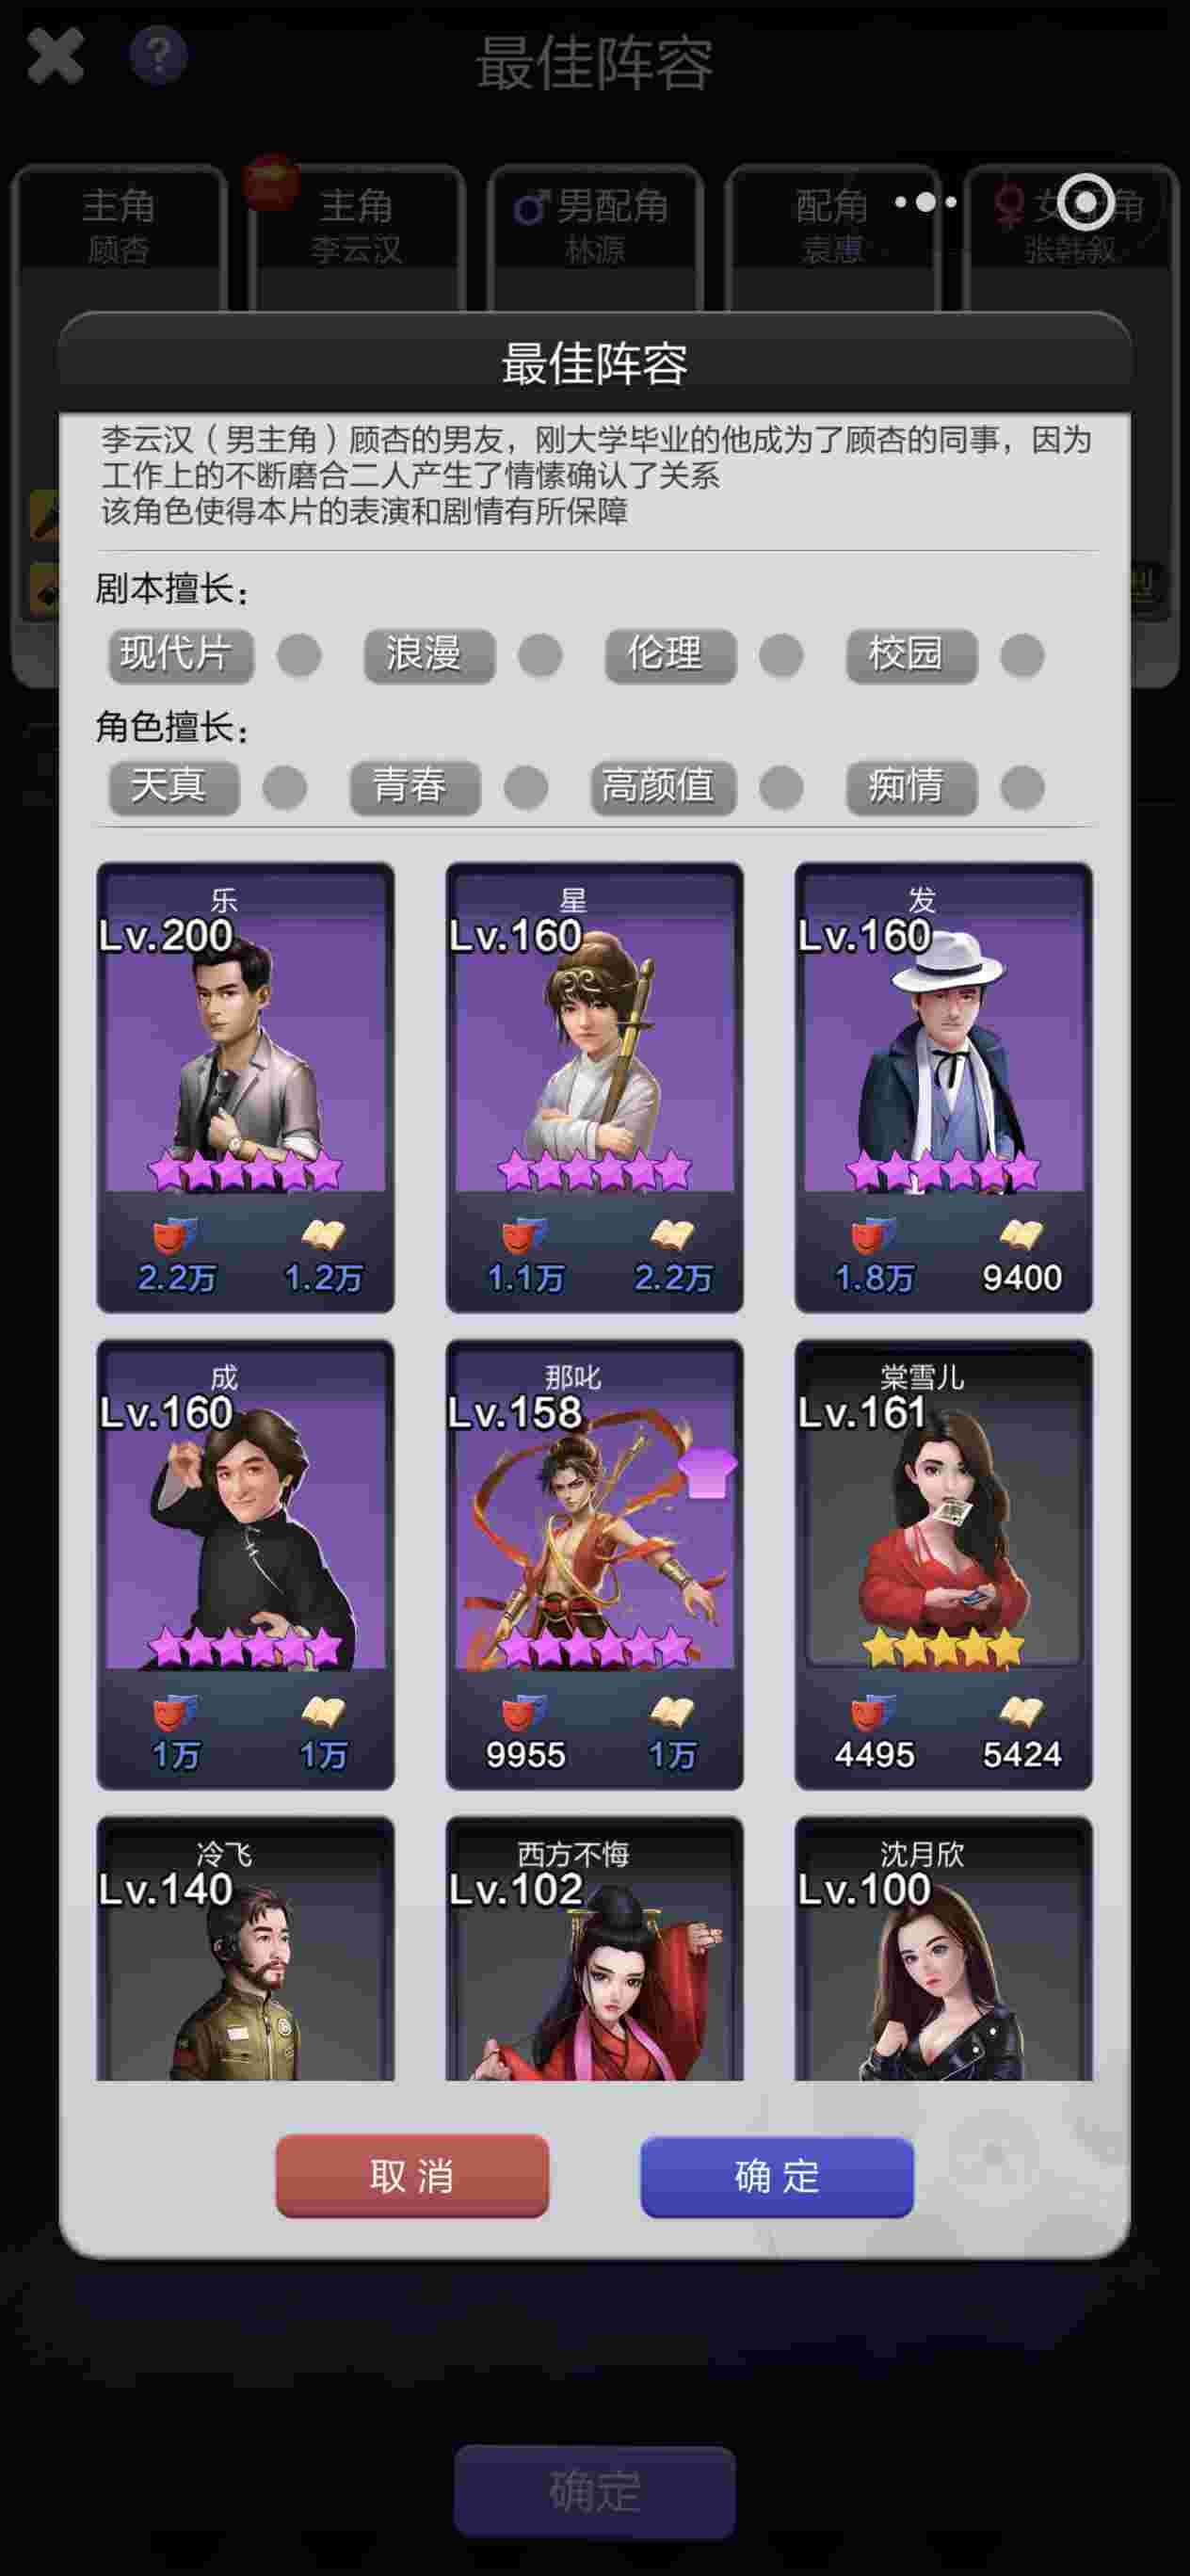 最佳阵容
主角
顾杏
主角
李云汉
男配角
林源
配角
袁惠
张韩叙
最佳阵容
李云汉（男主角）顾杏的男友，刚大学毕业的他成为了顾杏的同事，因为
工作上的不断磨合二人产生了情愫确认了关系
该角色使得本片的表演和剧情有所保障
剧本擅长：
现代片 浪漫 伦理 校园
角色擅长：
天真 青春 高颜值 痴情
乐
Lv.200
2.2万 1.2万
星
Lv.160
1.1万 2.2万
发
Lv.160
1.8万 9400
成
Lv.160
1万 1万
那叱
Lv.158
9955 1万
棠雪儿
Lv.161
4495 5424
冷飞
Lv.140
西方不悔
Lv.102
沈月欣
Lv.100
取消 确定
确定